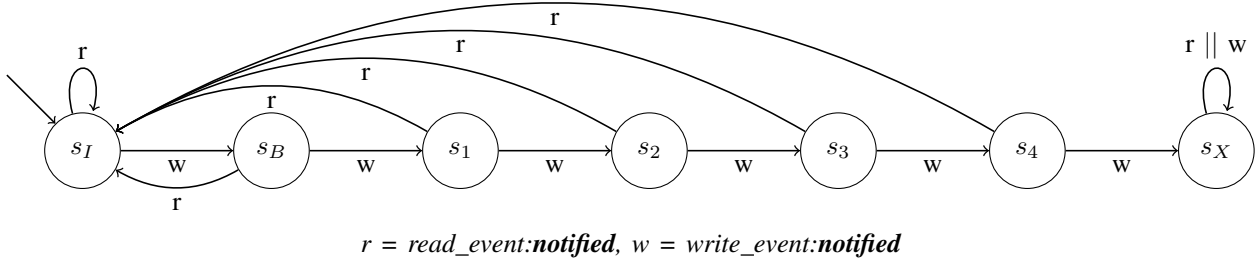 r
r
r
r
r
r || w
s_I
s_B
s_1
s_2
s_3
s_4
s_X
w
w
w
w
w
w
r
r = read_event:notified, w = write_event:notified